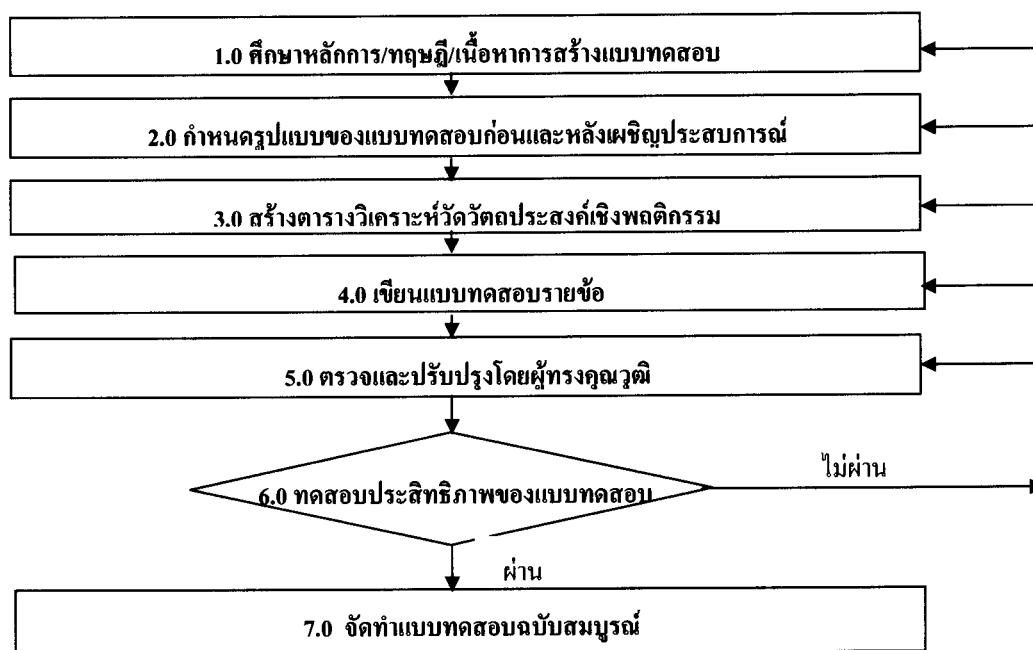 1.0 ศึกษาหลักการ/ทฤษฎี/เนื้อหาการสร้างแบบทดสอบ
2.0 กำหนดรูปแบบของแบบทดสอบก่อนและหลังเผชิญประสบการณ์
3.0 สร้างตารางวิเคราะห์วัดวัตถุประสงค์เชิงพฤติกรรม
4.0 เขียนแบบทดสอบรายข้อ
5.0 ตรวจและปรับปรุงโดยผู้ทรงคุณวุฒิ
ไม่ผ่าน
6.0 ทดสอบประสิทธิภาพของแบบทดสอบ
ผ่าน
7.0 จัดทำแบบทดสอบฉบับสมบูรณ์